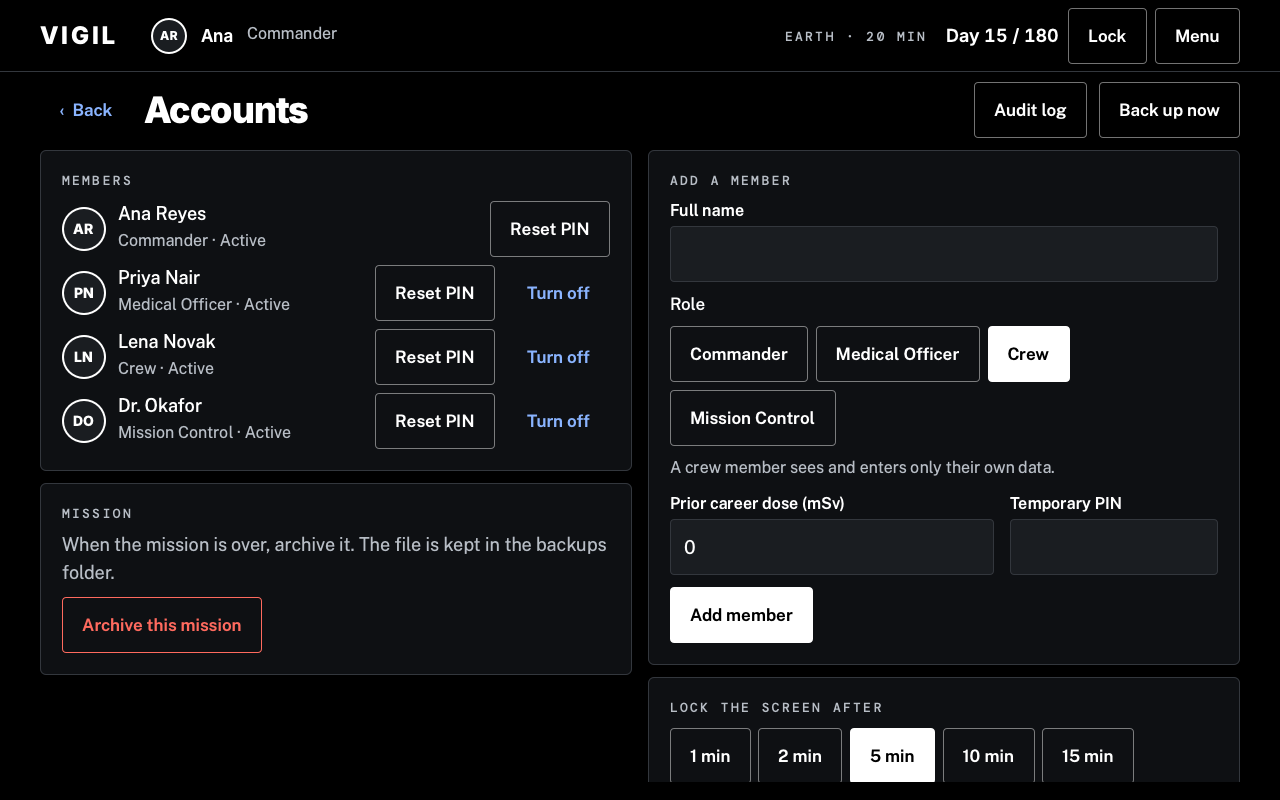 VIGIL
AR Ana Commander
EARTH · 20 MIN Day 15 / 180 Lock Menu
‹ Back Accounts
Audit log Back up now
MEMBERS
AR Ana Reyes
Commander · Active
Reset PIN
PN Priya Nair
Medical Officer · Active
Reset PIN Turn off
LN Lena Novak
Crew · Active
Reset PIN Turn off
DO Dr. Okafor
Mission Control · Active
Reset PIN Turn off
MISSION
When the mission is over, archive it. The file is kept in the backups
folder.
Archive this mission
ADD A MEMBER
Full name
Role
Commander Medical Officer Crew
Mission Control
A crew member sees and enters only their own data.
Prior career dose (mSv) Temporary PIN
0
Add member
LOCK THE SCREEN AFTER
1 min 2 min 5 min 10 min 15 min